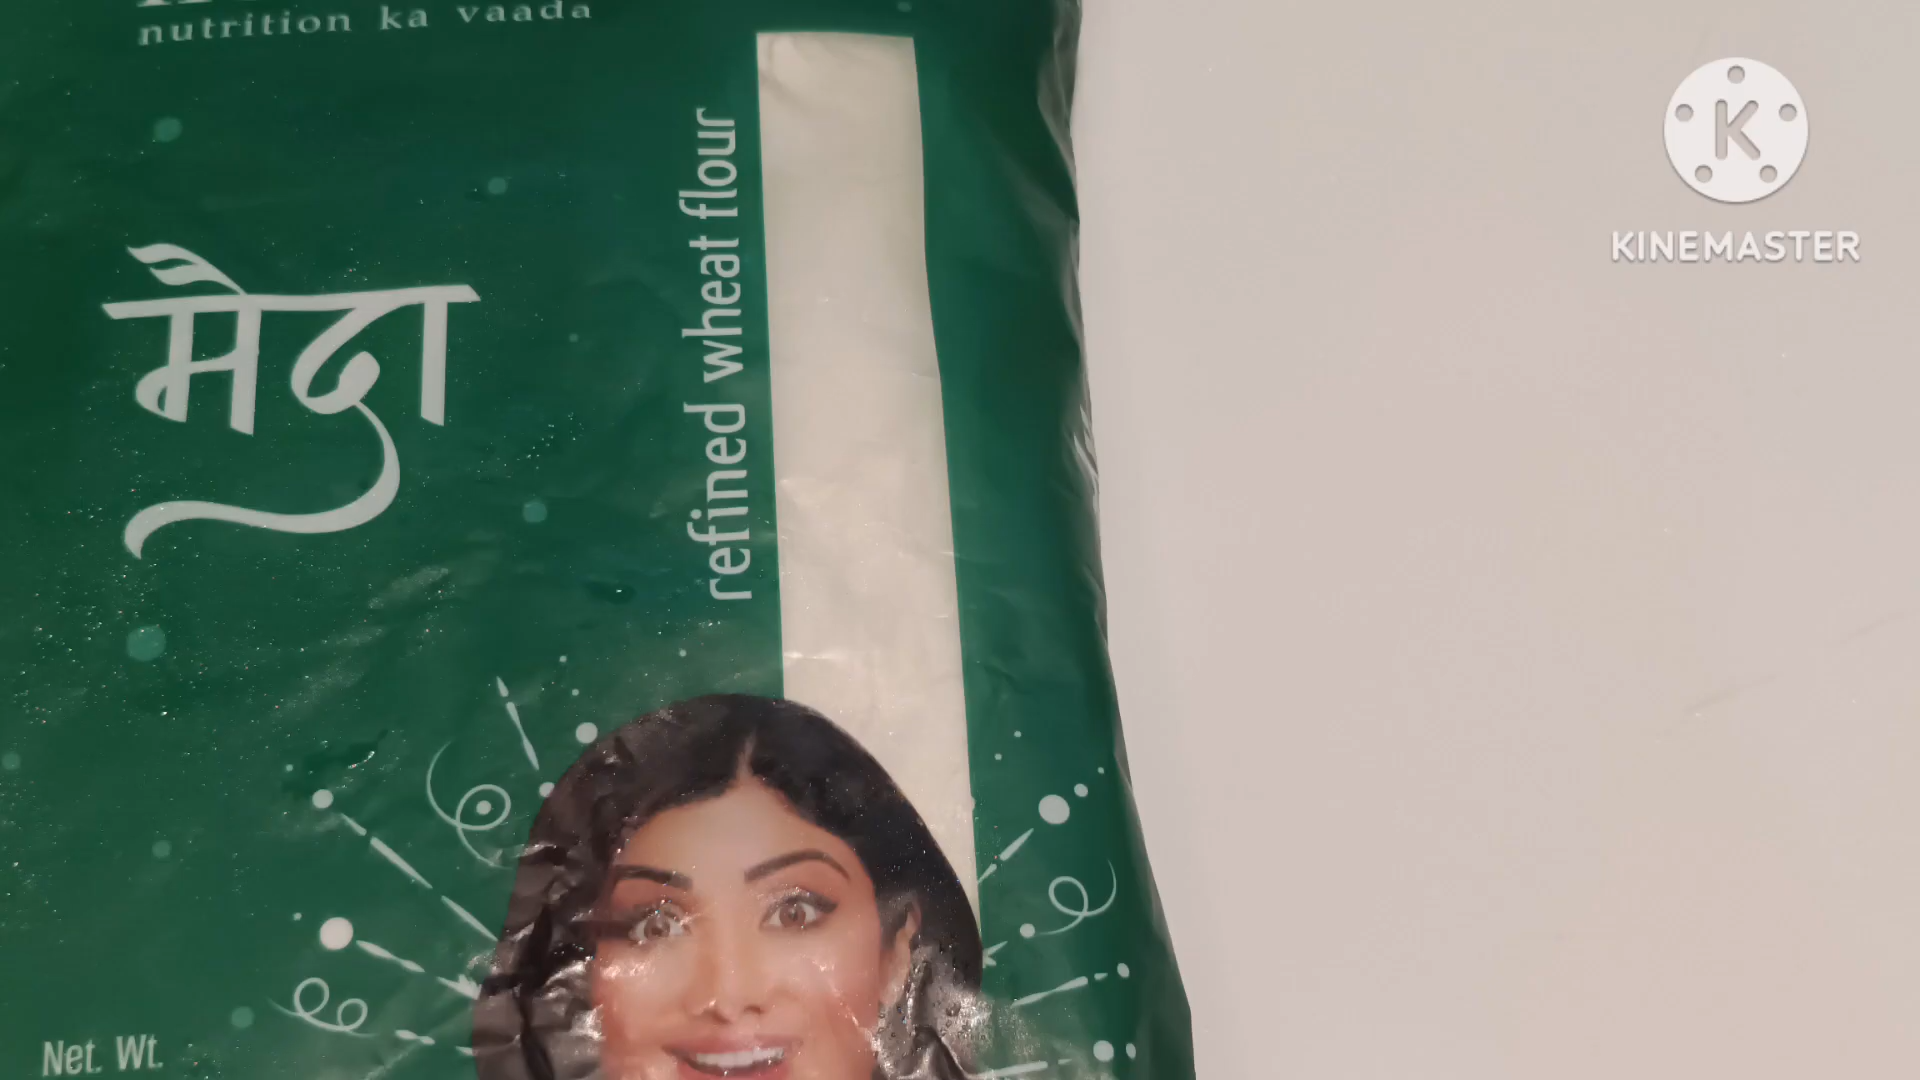 nutrition ka vaada
मैदा
refined wheat flour
Net. Wt.
K
KINEMASTER